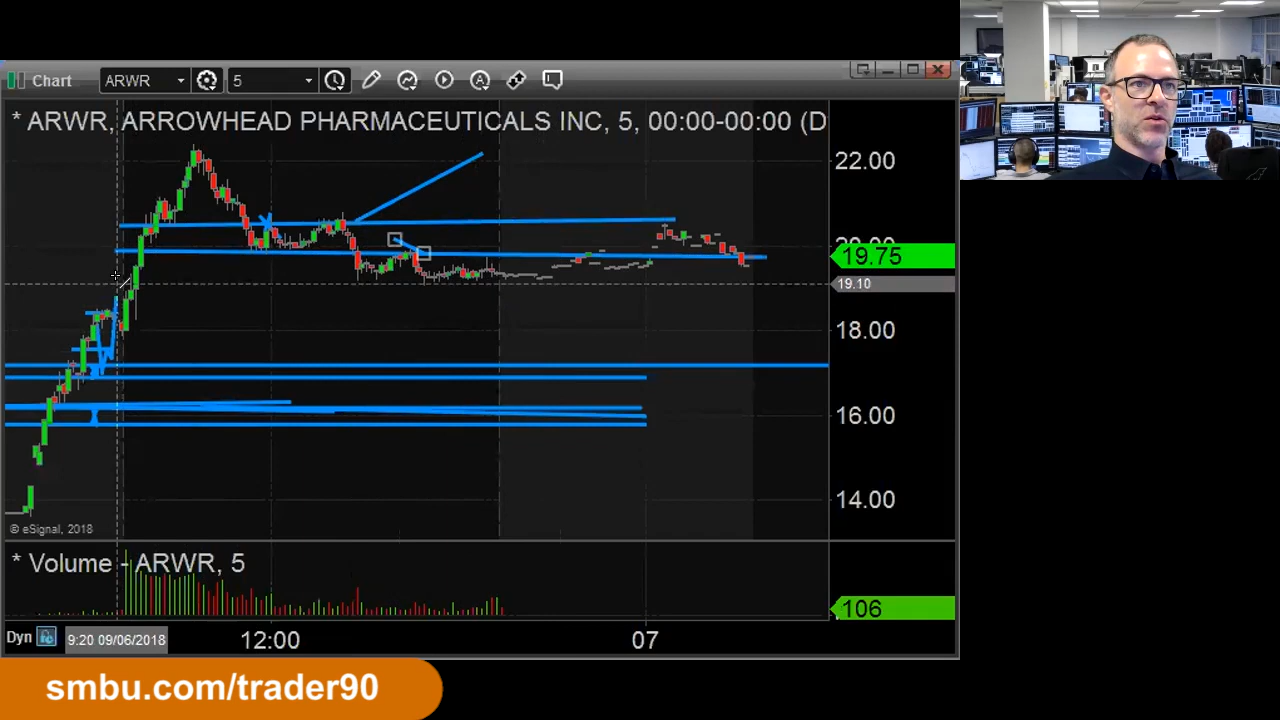 Chart
ARWR
5
* ARWR, ARROWHEAD PHARMACEUTICALS INC, 5, 00:00-00:00 (D
22.00
20.00
19.75
19.10
18.00
16.00
14.00
© eSignal, 2018
* Volume - ARWR, 5
106
Dyn
9:20 09/06/2018
12:00
07
smbu.com/trader90